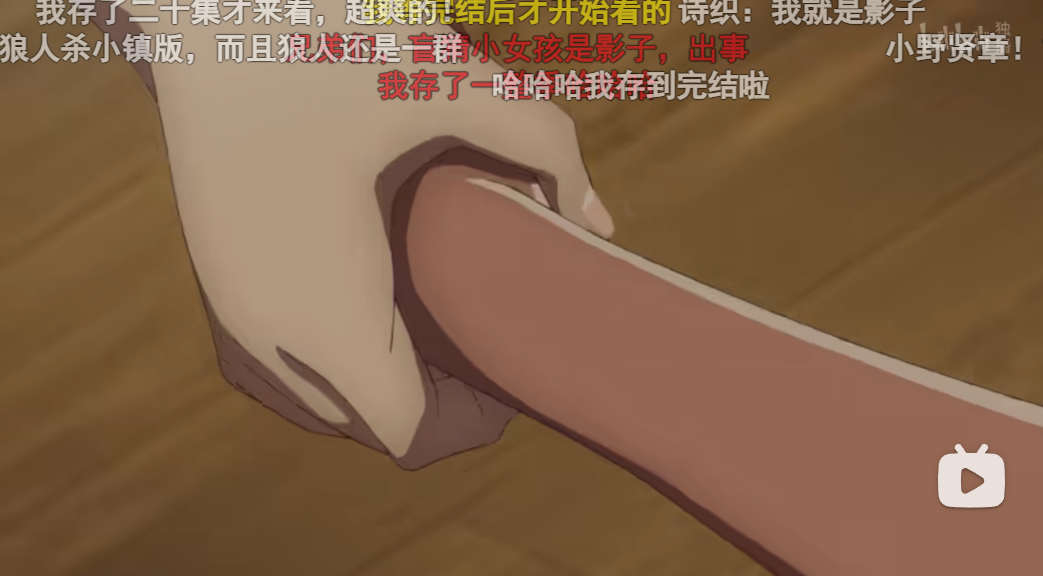 我存了二十集才来看，超爽的！ 完结后才开始看的 诗织：我就是影子
狼人杀小镇版，而且狼人还是一群 小女孩是影子，出事 小野贤章！
我存了一 哈哈哈我存到完结啦
独